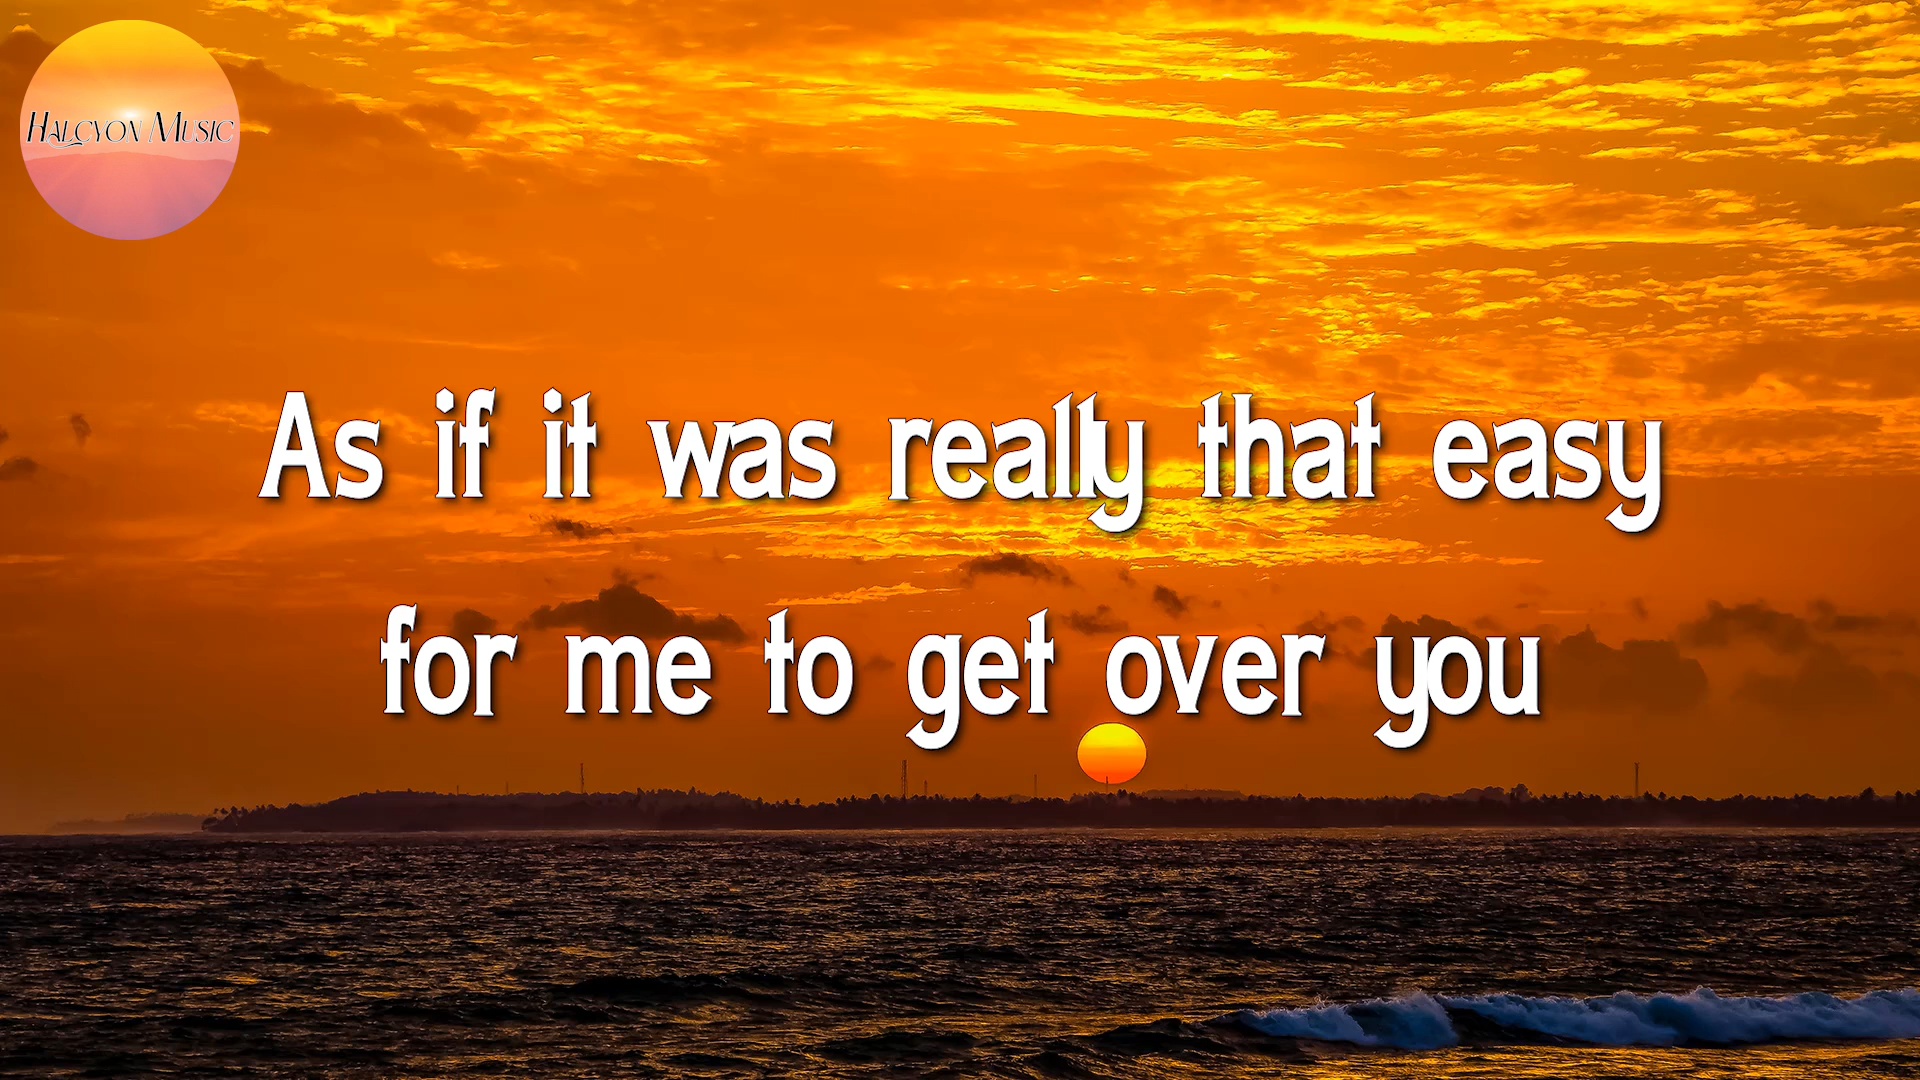 Halcyon Music
As if it was really that easy
for me to get over you